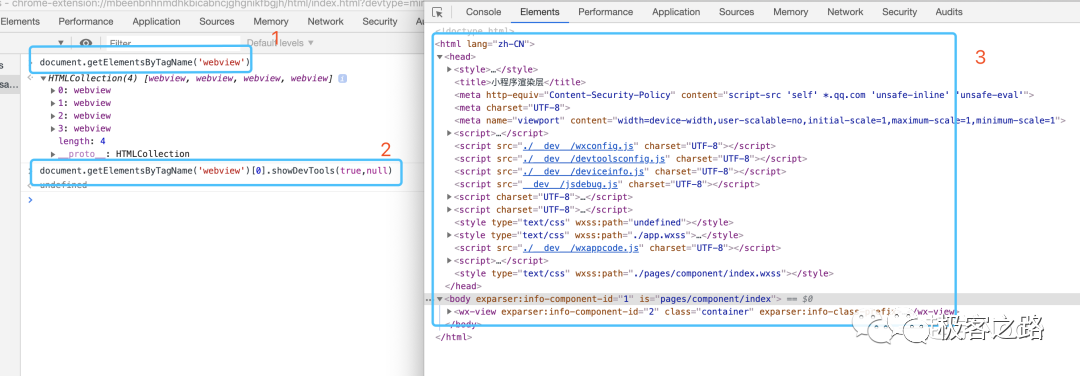 s - chrome-extension://mbeenbnhnmdhkbicabncjghgnikfbgjh/html/index.html?devtype=mi
Elements Performance Application Sources Memories Network Security Audits
Filter Default levels ▼
1
document.getElementsByTagName('webview')
HTMLCollection(4) [webview, webview, webview, webview]
0: webview
1: webview
2: webview
3: webview
length: 4
__proto__: HTMLCollection
2
document.getElementsByTagName('webview')[0].showDevTools(true,null)
undefined
Console Elements Performance Application Sources Memory Network Security Audits
3
<!doctype html>
<html lang="zh-CN">
<head>
<style>…</style>
<title>小程序渲染层</title>
<meta http-equiv="Content-Security-Policy" content="script-src 'self' *.qq.com 'unsafe-inline' 'unsafe-eval'">
<meta charset="UTF-8">
<meta name="viewport" content="width=device-width,user-scalable=no,initial-scale=1,maximum-scale=1,minimum-scale=1">
<script>…</script>
<script src="./__dev__/wxconfig.js" charset="UTF-8"></script>
<script src="./__dev__/devtoolsconfig.js" charset="UTF-8"></script>
<script src="./__dev__/deviceinfo.js" charset="UTF-8"></script>
<script src="__dev__/jsdebug.js" charset="UTF-8"></script>
<script charset="UTF-8">…</script>
<script charset="UTF-8">…</script>
<style type="text/css" wxss:path="undefined"></style>
<style type="text/css" wxss:path="./app.wxss">…</style>
<script src="./__dev__/wxappcode.js" charset="UTF-8"></script>
<script>…</script>
<style type="text/css" wxss:path="./pages/component/index.wxss"></style>
</head>
<body exparser:info-component-id="1" is="pages/component/index"> == $0
<wx-view exparser:info-component-id="2" class="container" exparser:info-class-prefix /wx-view>
</body>
</html>
极客之路